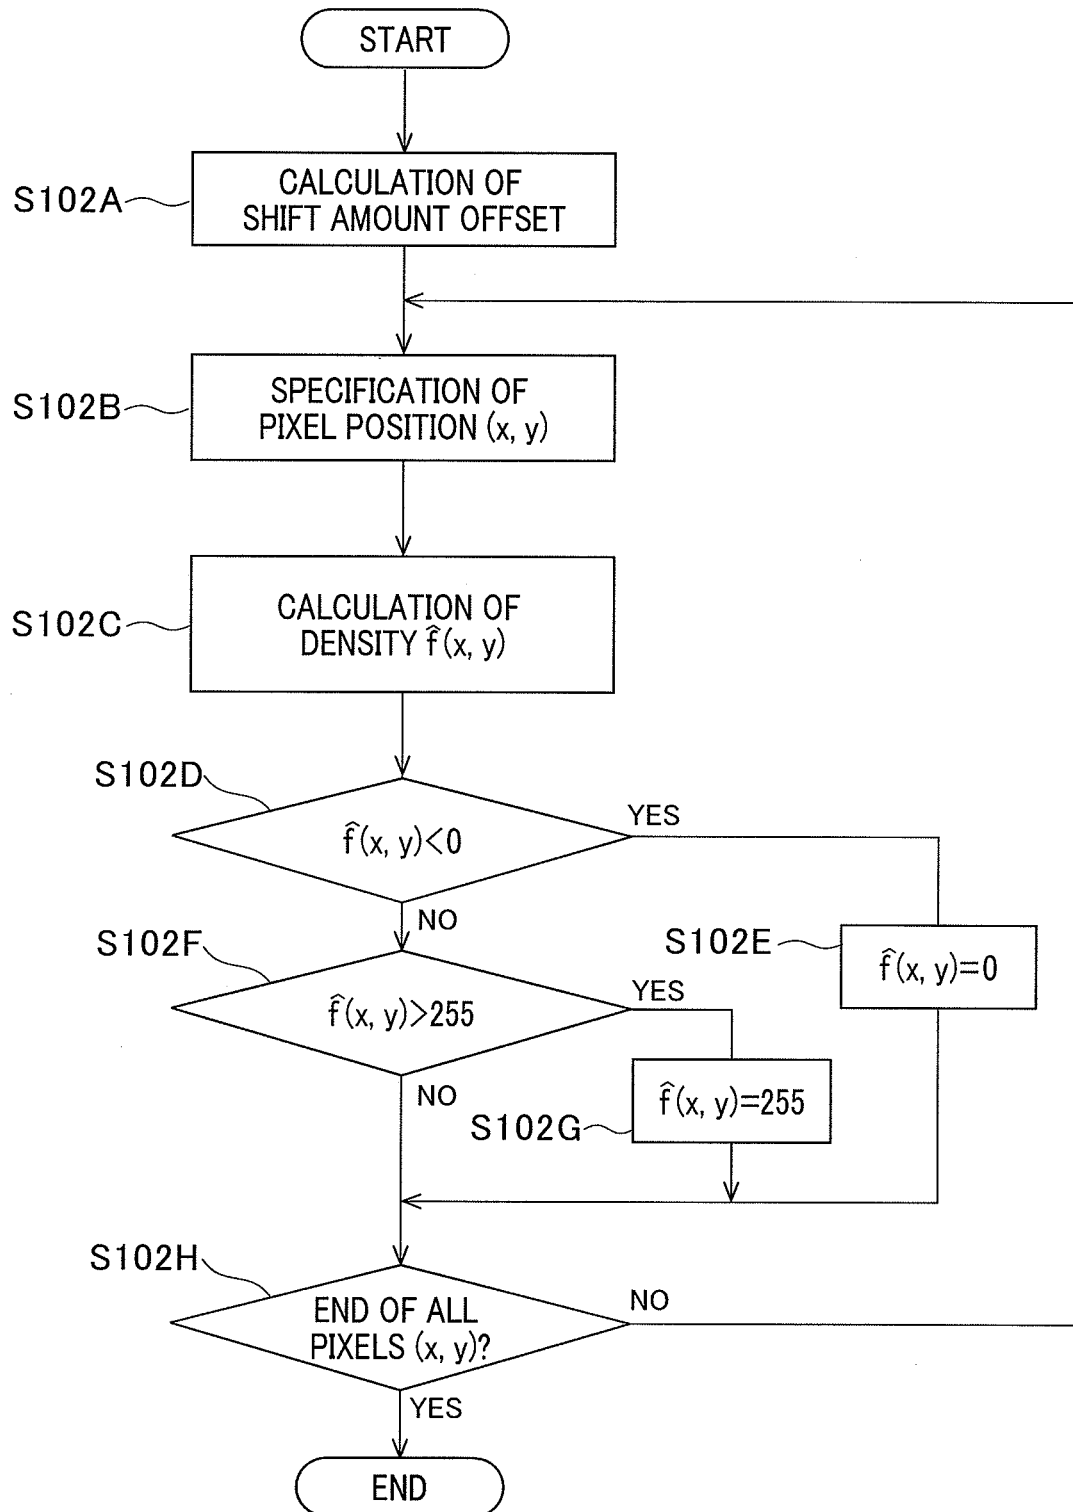 START
S102A
CALCULATION OF
SHIFT AMOUNT OFFSET
S102B
SPECIFICATION OF
PIXEL POSITION (x, y)
S102C
CALCULATION OF
DENSITY f̂(x, y)
S102D
f̂(x, y)<0
YES
NO
S102E
f̂(x, y)=0
S102F
f̂(x, y)>255
YES
NO
S102G
f̂(x, y)=255
S102H
END OF ALL
PIXELS (x, y)?
NO
YES
END